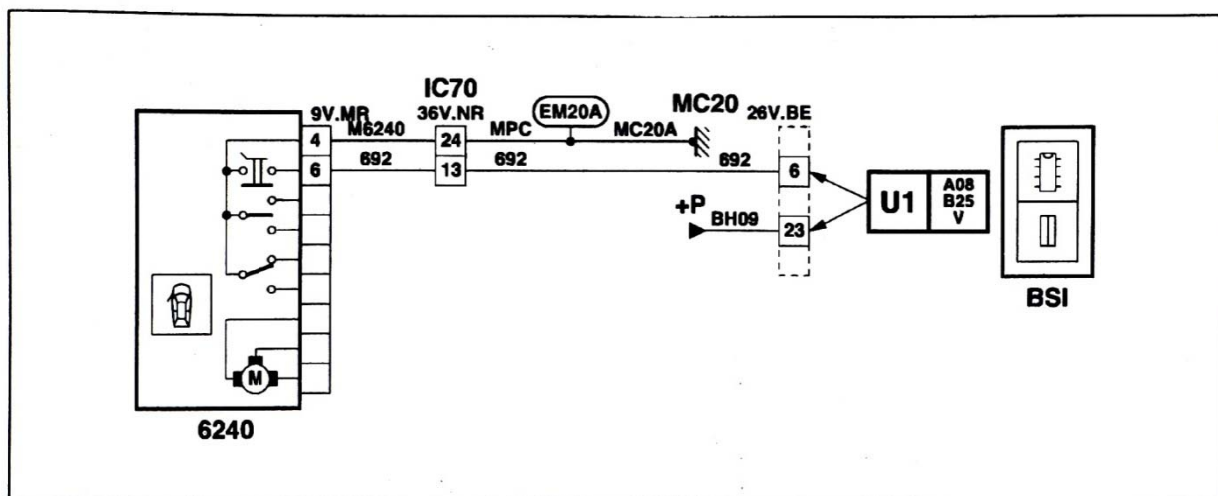 IC70
EM20A
MC20
9V.MR
36V.NR
26V.BE
4
M6240
24
MPC
MC20A
6
692
13
692
692
6
A08
U1
B25
V
+P
BH09
23
M
BSI
6240